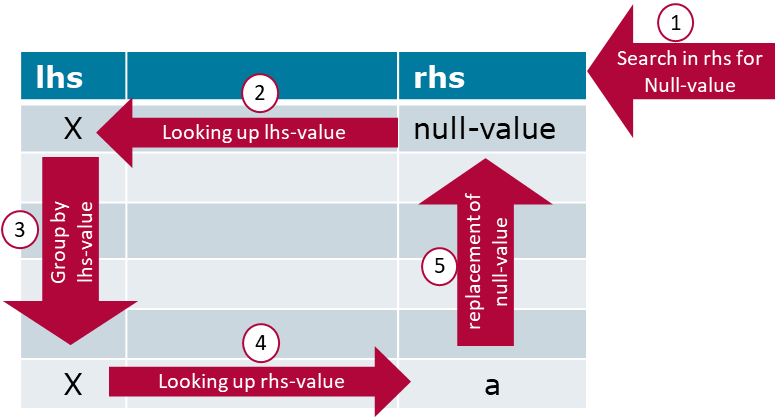 1
Search in rhs for
Null-value
lhs
rhs
2
X
Looking up lhs-value
null-value
3
Group by
lhs-value
5
replacement of
null-value
4
X
Looking up rhs-value
a